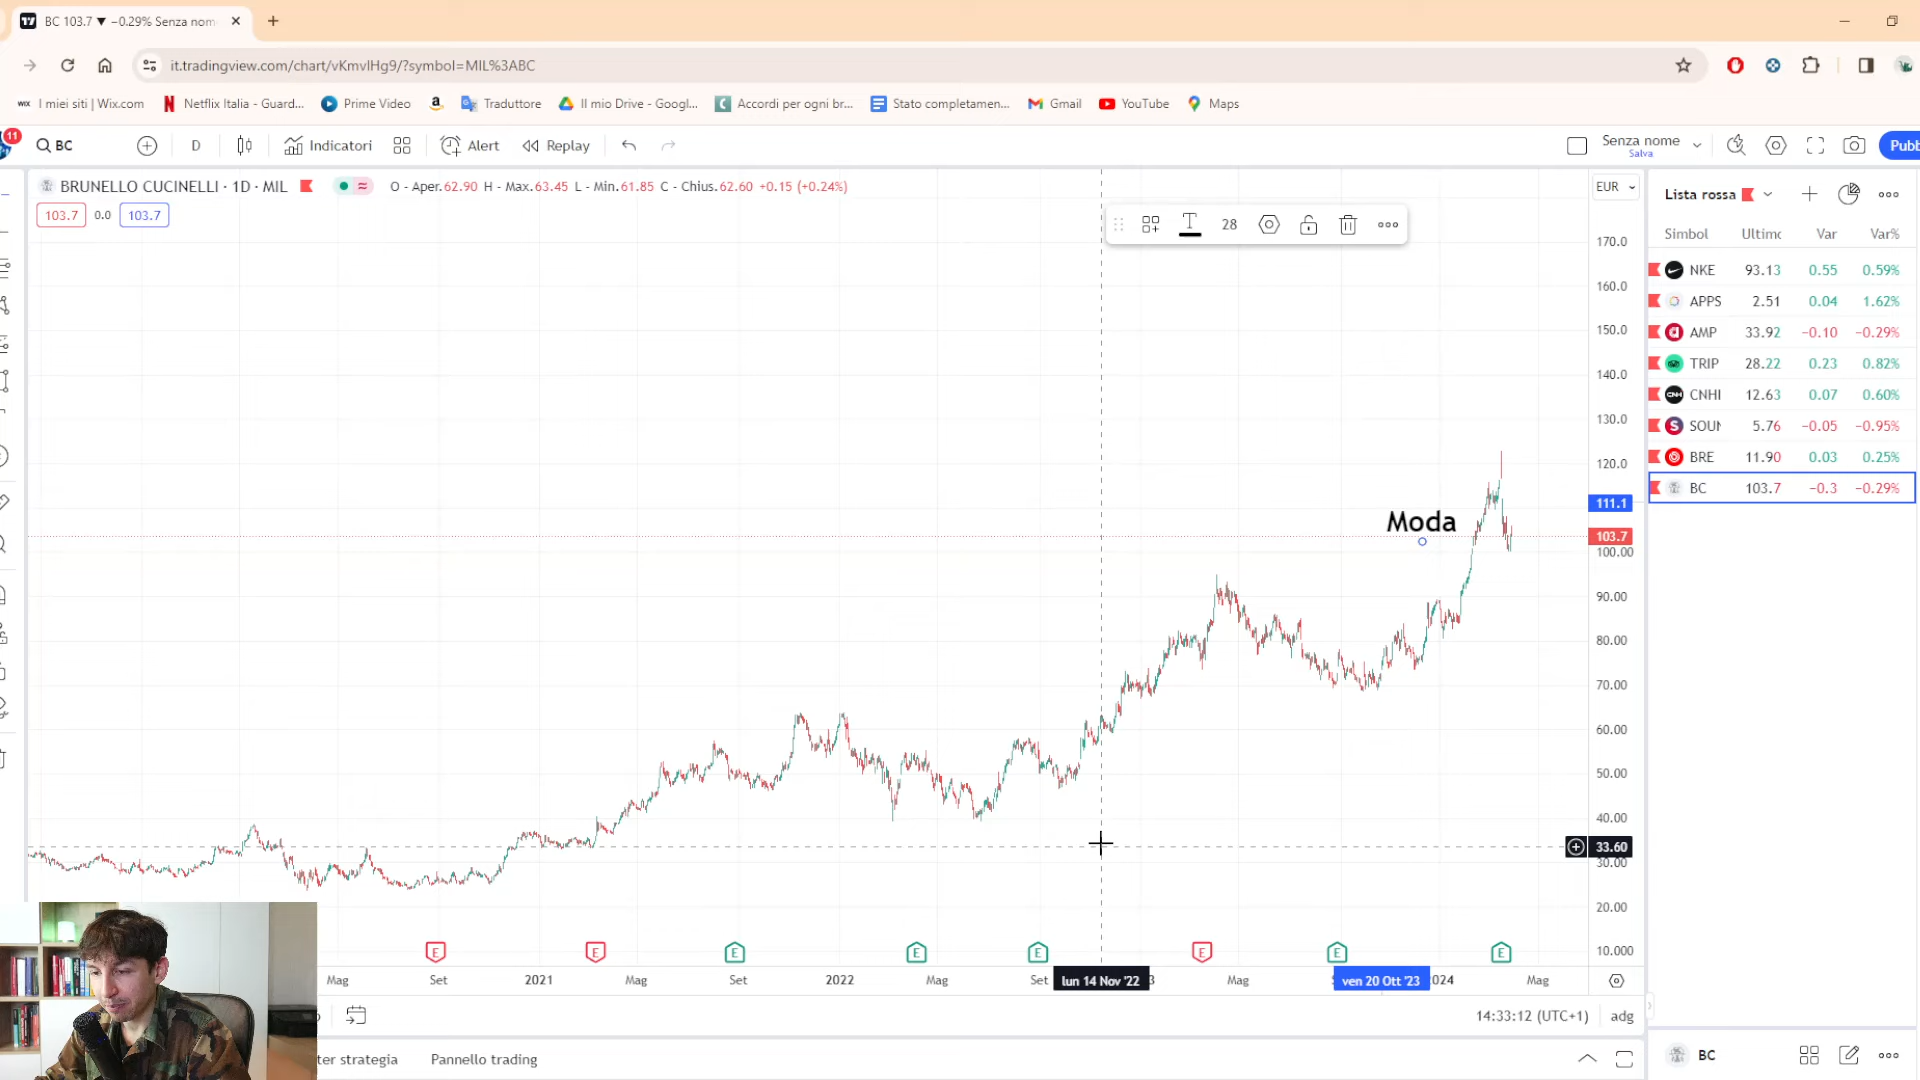 BC 103.7 ▼ −0.29% Senza nom
it.tradingview.com/chart/vKmvlHg9/?symbol=MIL%3ABC
WIX I miei siti | Wix.com
N Netflix Italia - Guard...
Prime Video
a
Traduttore
Il mio Drive - Googl...
C Accordi per ogni br...
Stato completamen...
Gmail
YouTube
Maps
11
BC
D
Indicatori
Alert
Replay
Senza nome
Salva
Pubb
BRUNELLO CUCINELLI · 1D · MIL
O - Aper.62.90 H - Max.63.45 L - Min.61.85 C - Chius.62.60 +0.15 (+0.24%)
103.7 0.0 103.7
T 28
EUR
170.0
160.0
150.0
140.0
130.0
120.0
111.1
103.7
100.00
90.00
80.00
70.00
60.00
50.00
40.00
33.60
30.00
20.00
10.000
Moda
E E E E E E E E
Mag Set 2021 Mag Set 2022 Mag Set lun 14 Nov '22 3 Mag ven 20 Ott '23 024 Mag
14:33:12 (UTC+1) adg
ter strategia
Pannello trading
Lista rossa
Simbol Ultimo Var Var%
NKE 93.13 0.55 0.59%
APPS 2.51 0.04 1.62%
AMP 33.92 −0.10 −0.29%
TRIP 28.22 0.23 0.82%
CNH CNHI 12.63 0.07 0.60%
S SOUN 5.76 −0.05 −0.95%
BRE 11.90 0.03 0.25%
BC 103.7 −0.3 −0.29%
BC